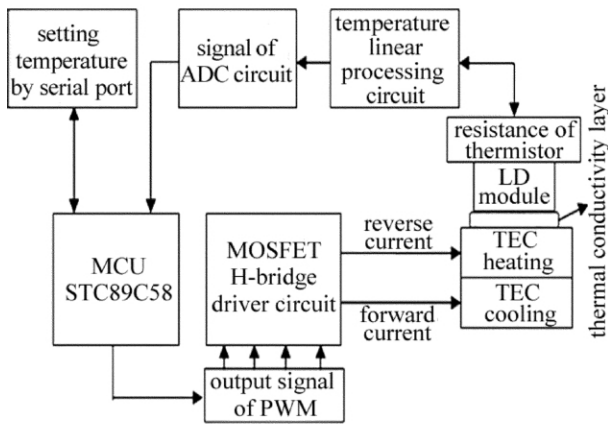 setting
temperature
by serial port
signal of
ADC circuit
temperature
linear
processing
circuit
resistance of
thermistor
LD
module
thermal conductivity layer
MCU
STC89C58
MOSFET
H-bridge
driver circuit
reverse
current
forward
current
TEC
heating
TEC
cooling
output signal
of PWM